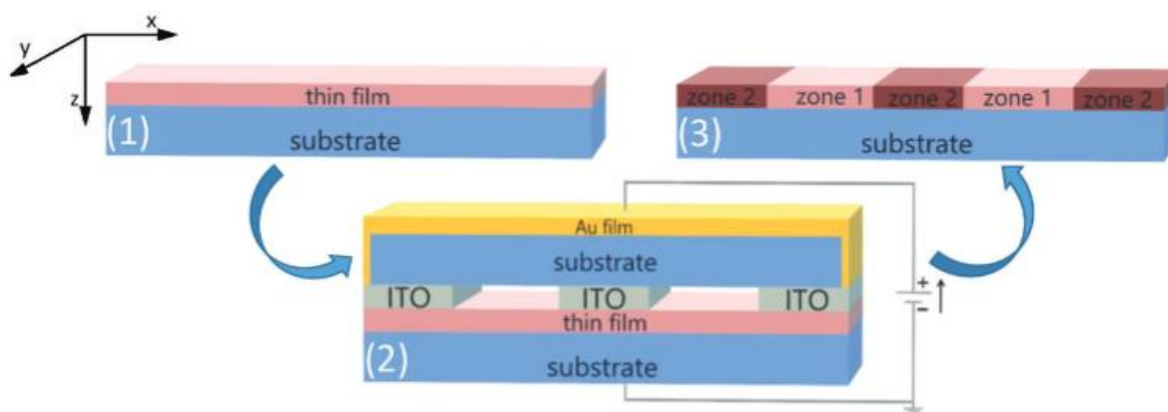 x
y
z
thin film
substrate
(1)
zone 2 zone 1 zone 2 zone 1 zone 2
substrate
(3)
Au film
substrate
ITO ITO ITO
thin film
substrate
(2)
+
−